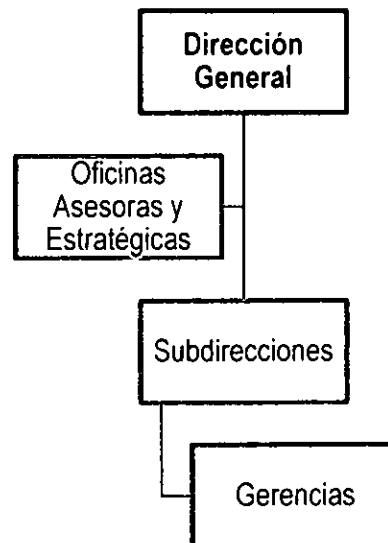 Dirección
General
Oficinas
Asesoras y
Estratégicas
Subdirecciones
Gerencias